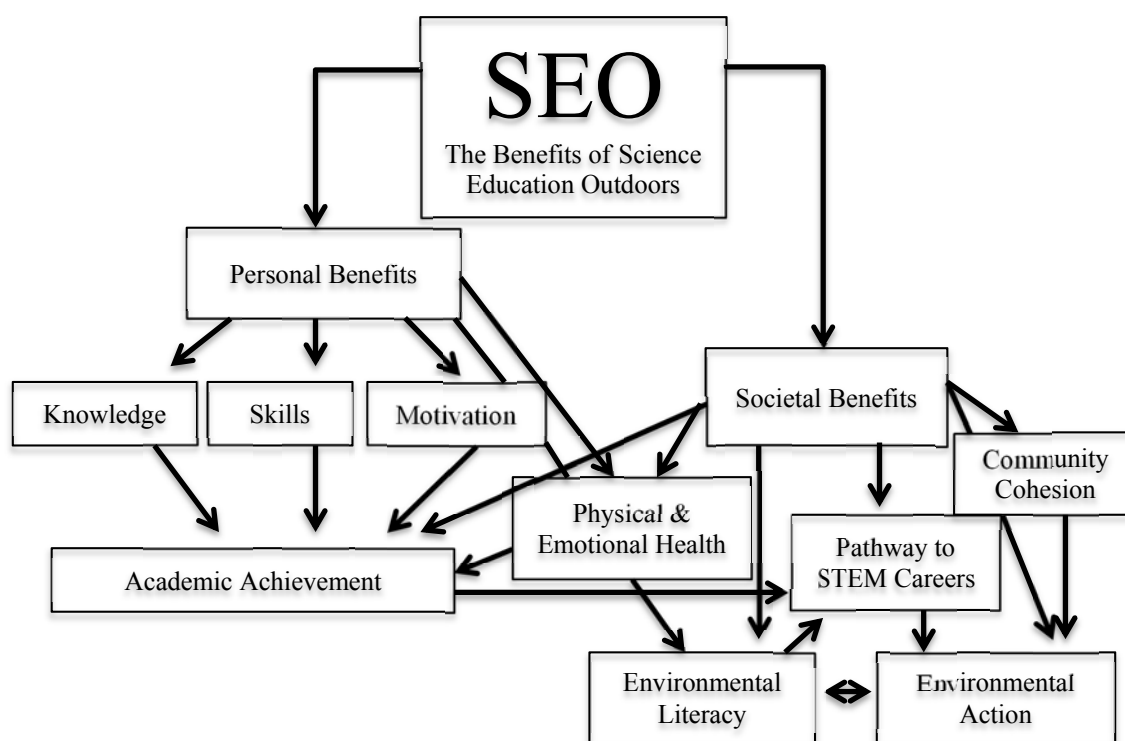 SEO
The Benefits of Science
Education Outdoors
Personal Benefits
Societal Benefits
Knowledge
Skills
Motivation
Community
Cohesion
Physical &
Emotional Health
Pathway to
STEM Careers
Academic Achievement
Environmental
Literacy
Environmental
Action